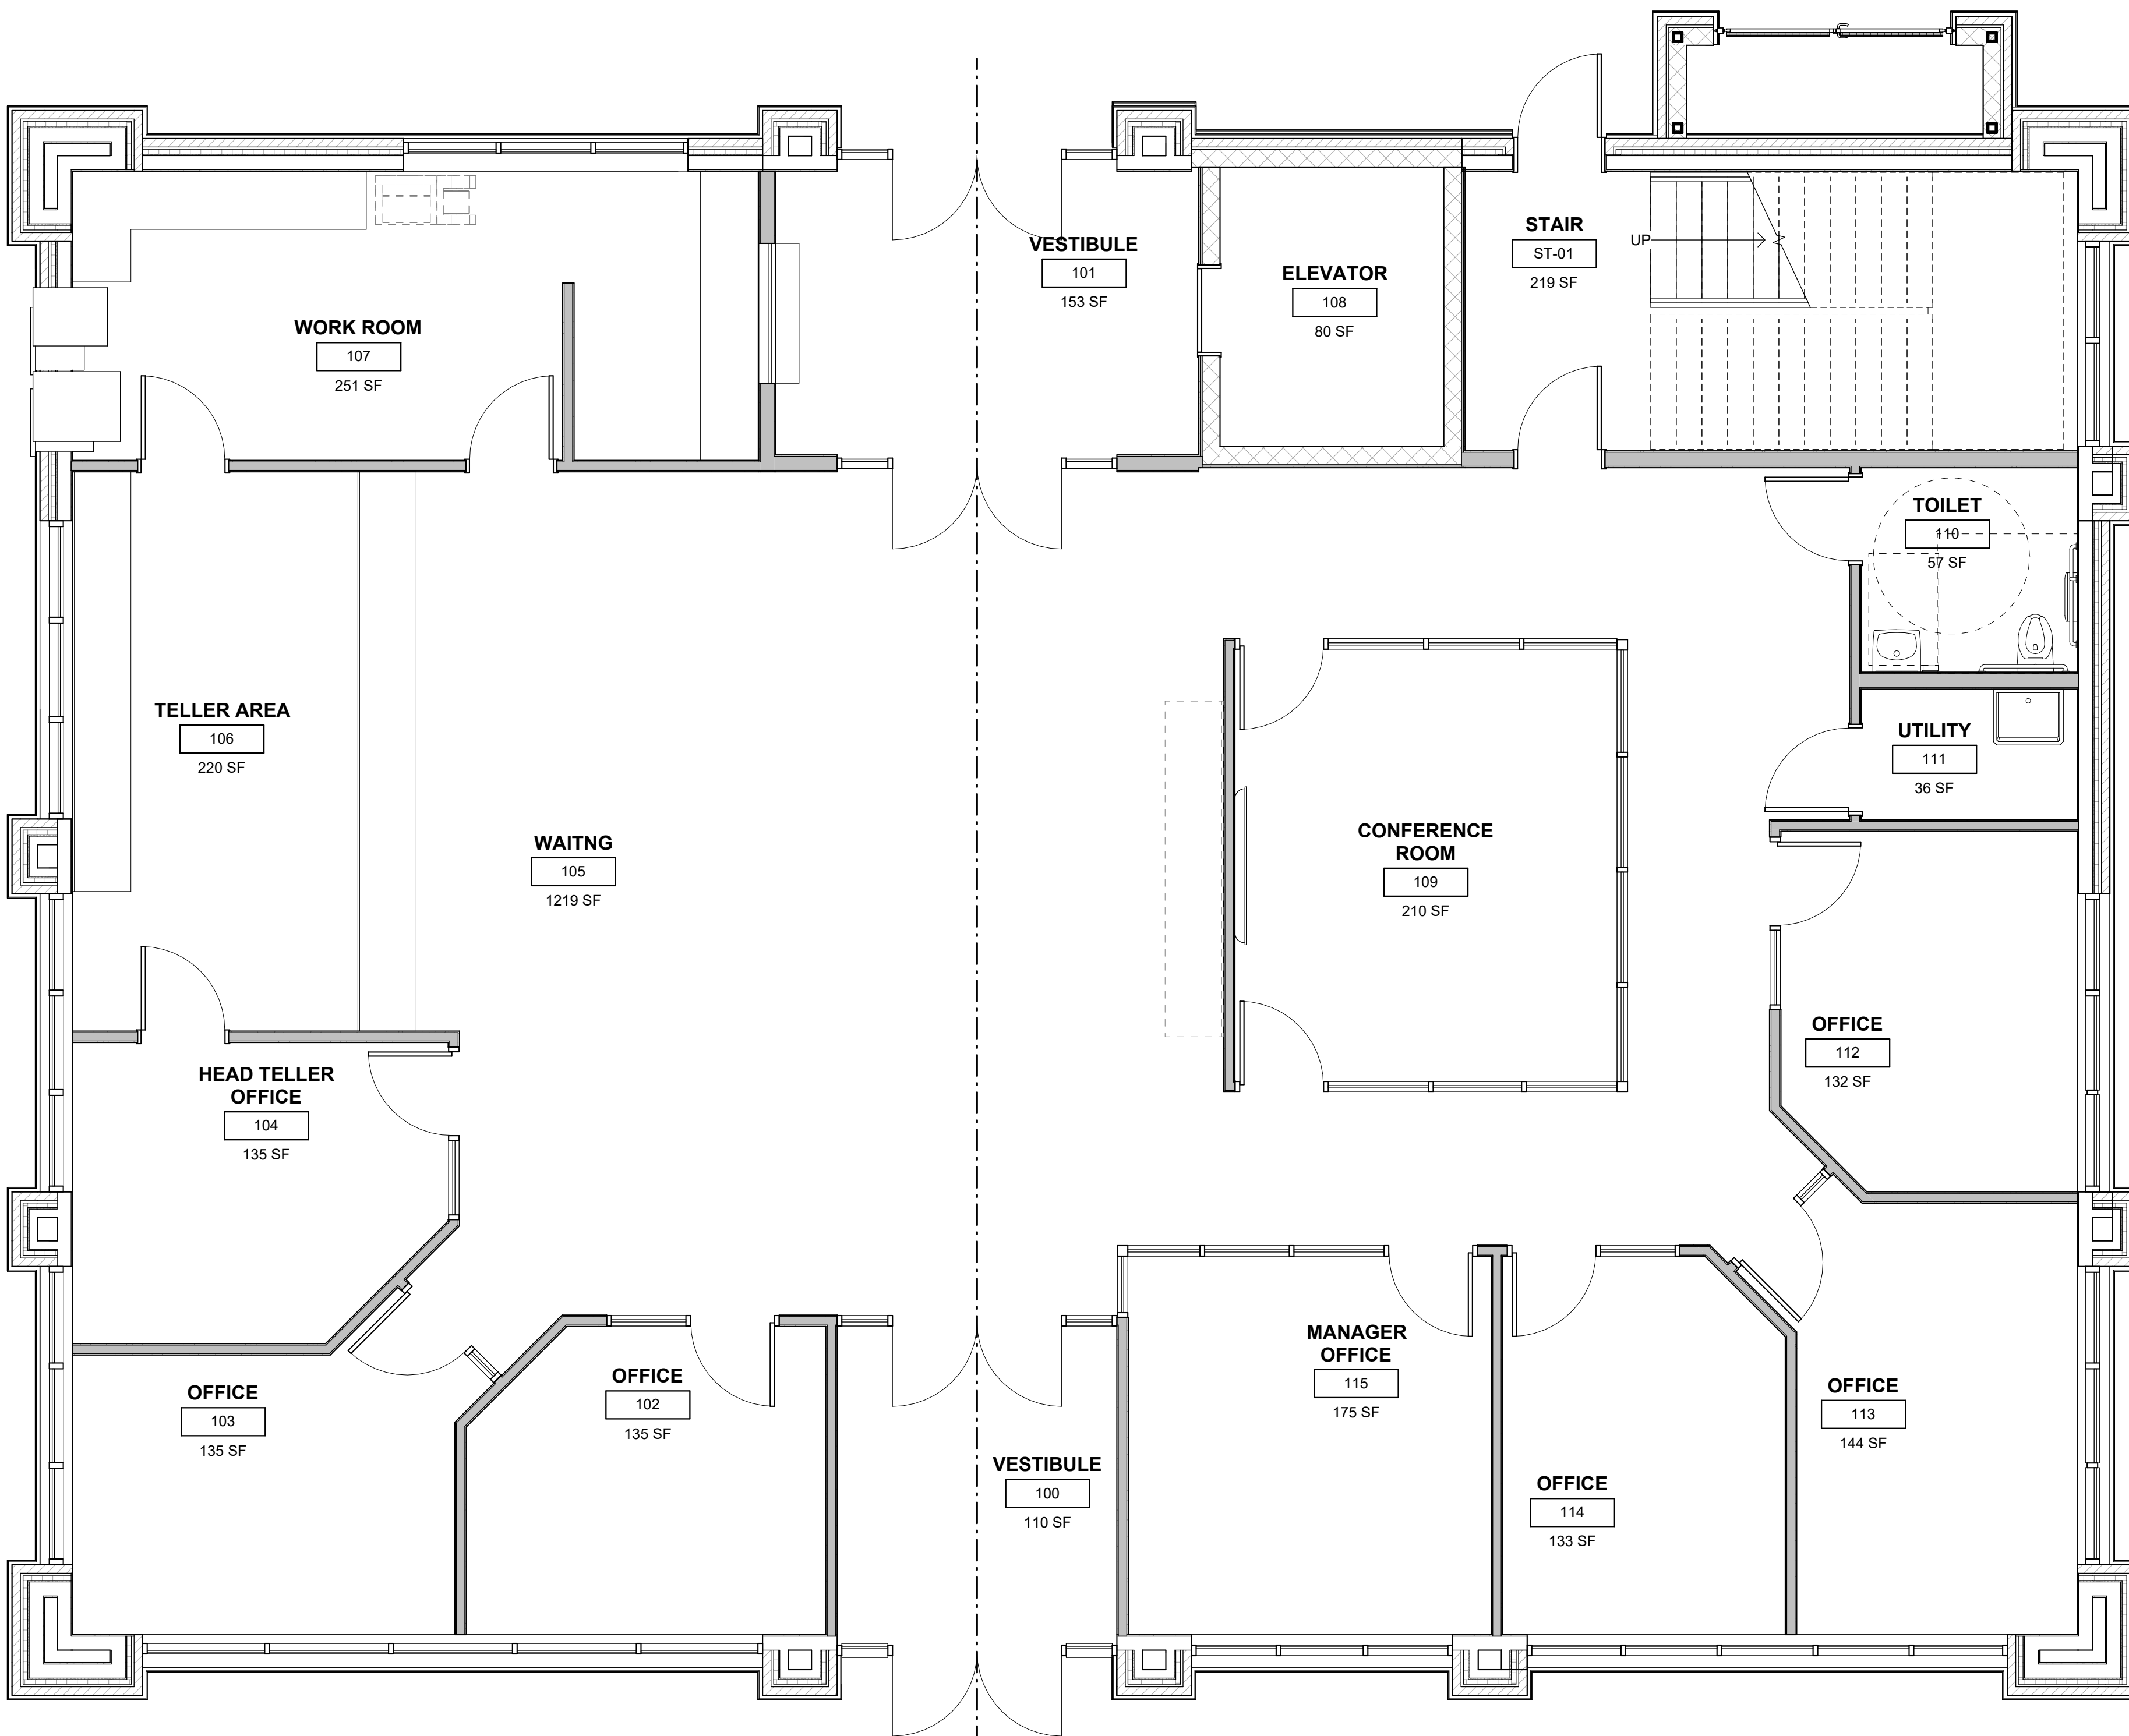 STAIR
ST-01
219 SF
UP
VESTIBULE
101
153 SF
ELEVATOR
108
80 SF
WORK ROOM
107
251 SF
TOILET
110
57 SF
TELLER AREA
106
220 SF
UTILITY
111
36 SF
WAITNG
105
1219 SF
CONFERENCE
ROOM
109
210 SF
OFFICE
112
132 SF
HEAD TELLER
OFFICE
104
135 SF
MANAGER
OFFICE
115
175 SF
OFFICE
103
135 SF
OFFICE
102
135 SF
OFFICE
113
144 SF
VESTIBULE
100
110 SF
OFFICE
114
133 SF